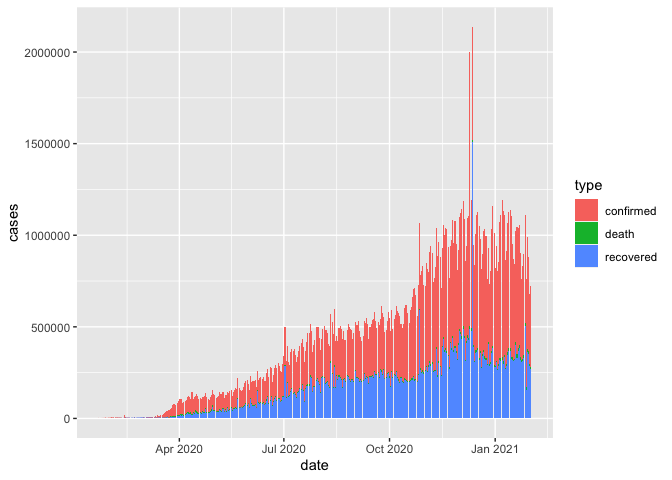 2000000
1500000
1000000
500000
0
cases
Apr 2020
Jul 2020
Oct 2020
Jan 2021
date
type
confirmed
death
recovered